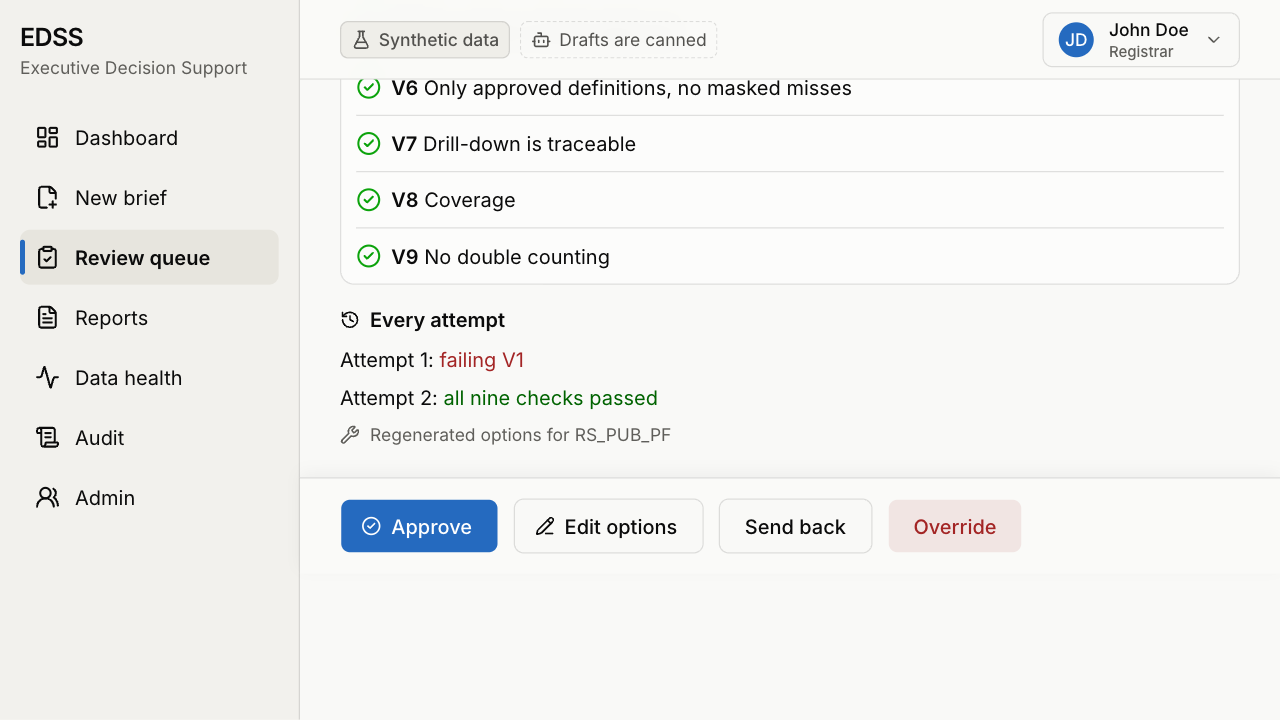 EDSS
Executive Decision Support
Dashboard
New brief
Review queue
Reports
Data health
Audit
Admin
Synthetic data
Drafts are canned
JD
John Doe
Registrar
V6 Only approved definitions, no masked misses
V7 Drill-down is traceable
V8 Coverage
V9 No double counting
Every attempt
Attempt 1: failing V1
Attempt 2: all nine checks passed
Regenerated options for RS_PUB_PF
Approve
Edit options
Send back
Override